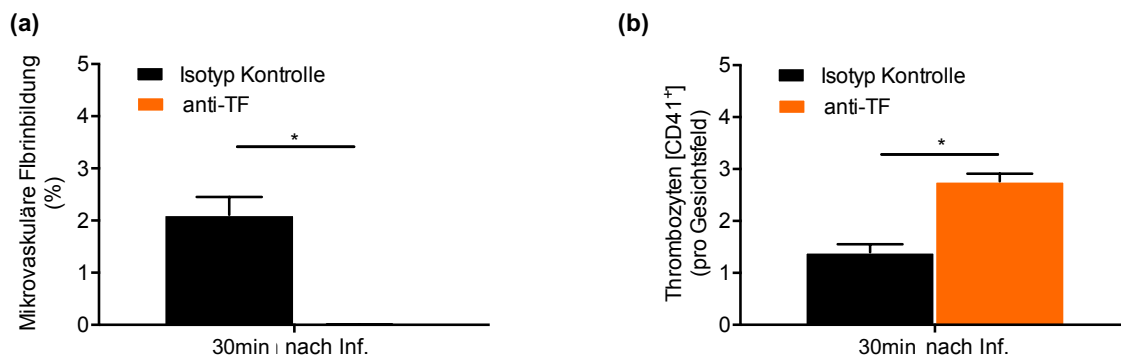 (a)
Mikrovaskuläre FIbrinbildung
(%)
5
4
3
2
1
0
Isotyp Kontrolle
anti-TF
*
30min nach Inf.
(b)
Thrombozyten [CD41⁺]
(pro Gesichtsfeld)
5
4
3
2
1
0
Isotyp Kontrolle
anti-TF
*
30min nach Inf.